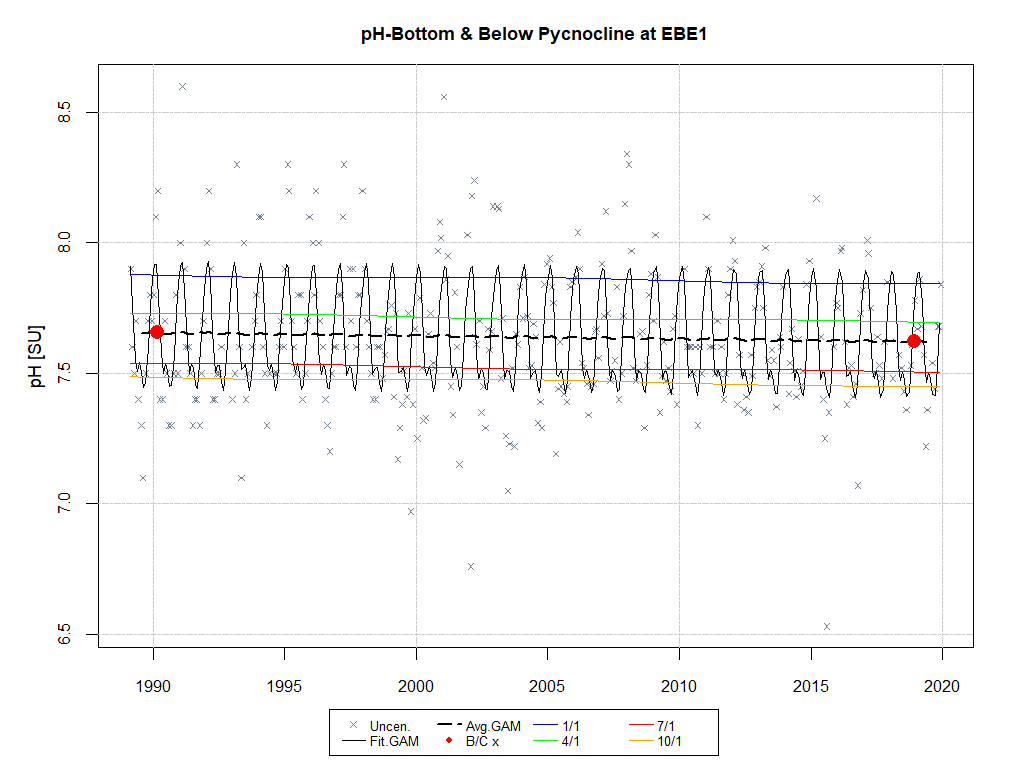 pH-Bottom & Below Pycnocline at EBE1
pH [SU]
8.5
8.0
7.5
7.0
6.5
1990 1995 2000 2005 2010 2015 2020
Uncen. Avg.GAM 1/1 7/1
Fit.GAM B/C x 4/1 10/1